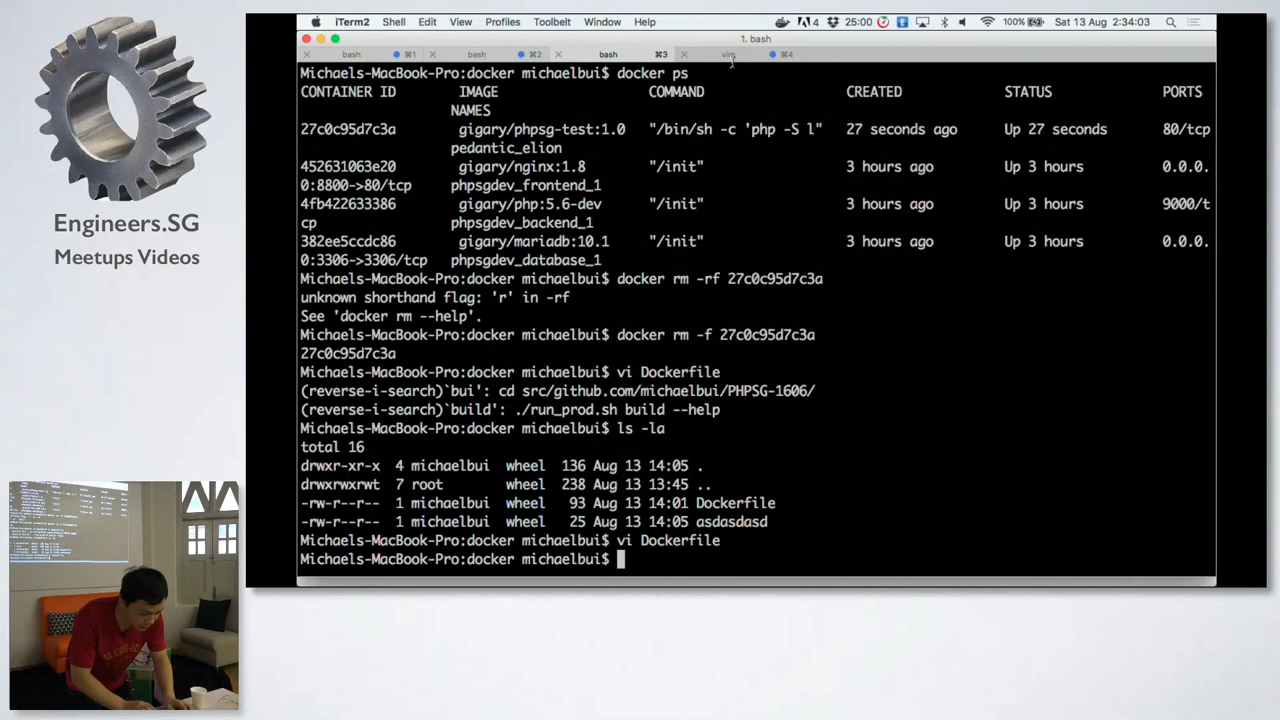 iTerm2 Shell Edit View Profiles Toolbelt Window Help 4 25:00 100% Sat 13 Aug 2:34:03
1. bash
bash ⌘1 bash ⌘2 bash ⌘3 vim ⌘4
Michaels-MacBook-Pro:docker michaelbui$ docker ps
CONTAINER ID IMAGE COMMAND CREATED STATUS PORTS
NAMES
27c0c95d7c3a gigary/phpsg-test:1.0 "/bin/sh -c 'php -S l" 27 seconds ago Up 27 seconds 80/tcp
pedantic_elion
452631063e20 gigary/nginx:1.8 "/init" 3 hours ago Up 3 hours 0.0.0.
0:8800->80/tcp phpsgdev_frontend_1
4fb422633386 gigary/php:5.6-dev "/init" 3 hours ago Up 3 hours 9000/t
cp phpsgdev_backend_1
382ee5ccdc86 gigary/mariadb:10.1 "/init" 3 hours ago Up 3 hours 0.0.0.
0:3306->3306/tcp phpsgdev_database_1
Michaels-MacBook-Pro:docker michaelbui$ docker rm -rf 27c0c95d7c3a
unknown shorthand flag: 'r' in -rf
See 'docker rm --help'.
Michaels-MacBook-Pro:docker michaelbui$ docker rm -f 27c0c95d7c3a
27c0c95d7c3a
Michaels-MacBook-Pro:docker michaelbui$ vi Dockerfile
(reverse-i-search)`bui': cd src/github.com/michaelbui/PHPSG-1606/
(reverse-i-search)`build': ./run_prod.sh build --help
Michaels-MacBook-Pro:docker michaelbui$ ls -la
total 16
drwxr-xr-x 4 michaelbui wheel 136 Aug 13 14:05 .
drwxrwxrwt 7 root wheel 238 Aug 13 13:45 ..
-rw-r--r-- 1 michaelbui wheel 93 Aug 13 14:01 Dockerfile
-rw-r--r-- 1 michaelbui wheel 25 Aug 13 14:05 asdasdasd
Michaels-MacBook-Pro:docker michaelbui$ vi Dockerfile
Michaels-MacBook-Pro:docker michaelbui$
Engineers.SG
Meetups Videos